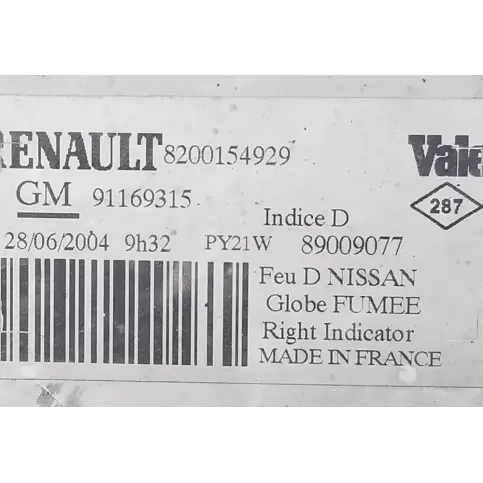 RENAULT 8200154929 Valeo
GM 91169315
287
Indice D
28/06/2004 9h32 PY21W 89009077
Feu D NISSAN
Globe FUMEE
Right Indicator
MADE IN FRANCE